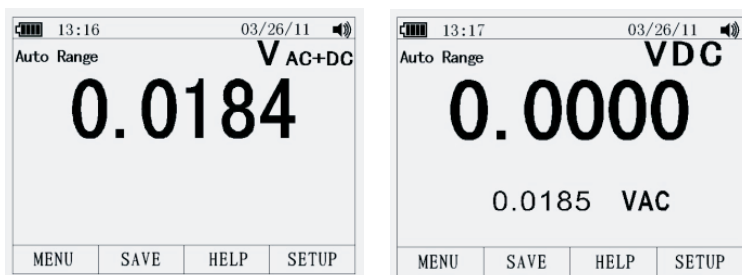 13:16 03/26/11
Auto Range V AC+DC
0.0184
MENU SAVE HELP SETUP
13:17 03/26/11
Auto Range VDC
0.0000
0.0185 VAC
MENU SAVE HELP SETUP